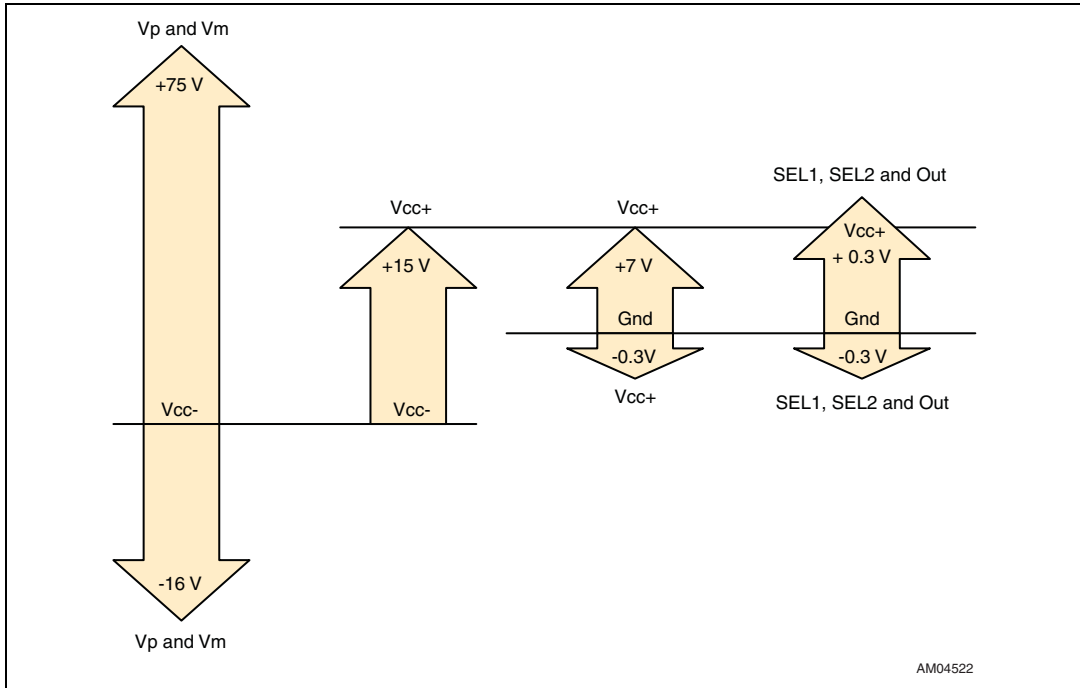 Vp and Vm
+75 V
SEL1, SEL2 and Out
Vcc+
Vcc+
Vcc+
+ 0.3 V
+15 V
+7 V
Gnd
Gnd
-0.3V
-0.3 V
Vcc+
SEL1, SEL2 and Out
Vcc-
Vcc-
-16 V
Vp and Vm
AM04522